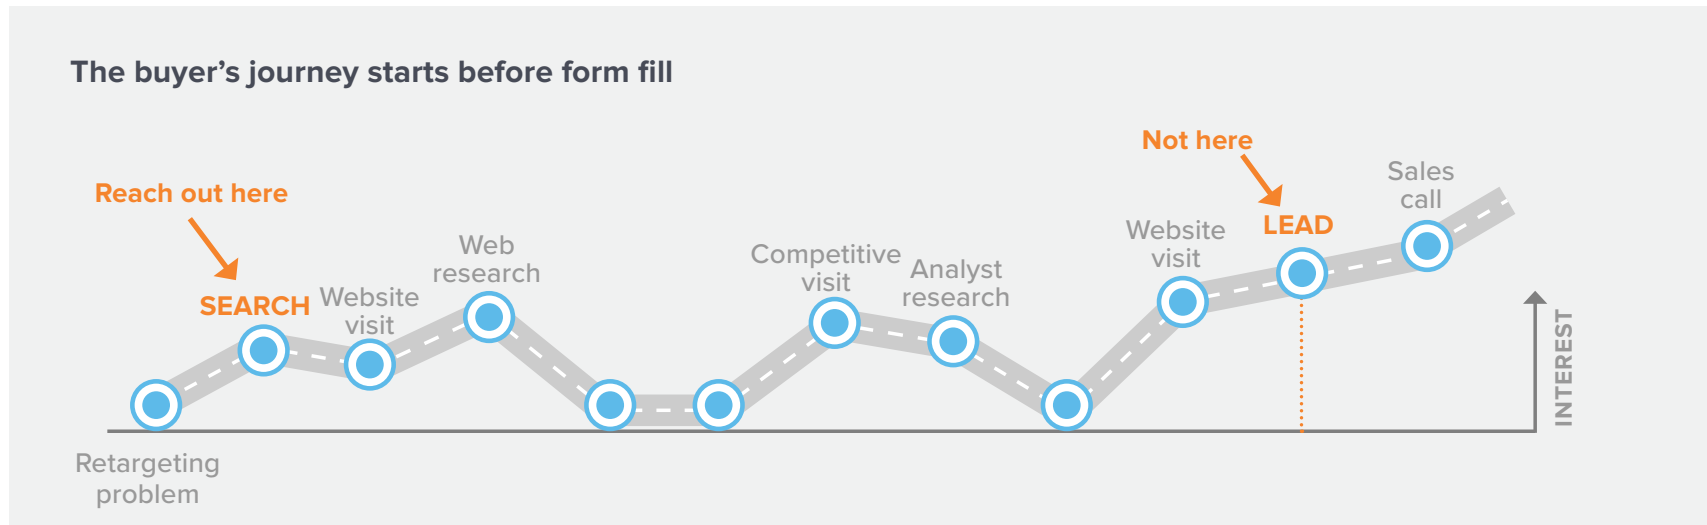 The buyer’s journey starts before form fill
Reach out here
SEARCH
Website
visit
Web
research
Competitive
visit
Analyst
research
Website
visit
Not here
LEAD
Sales
call
INTEREST
Retargeting
problem